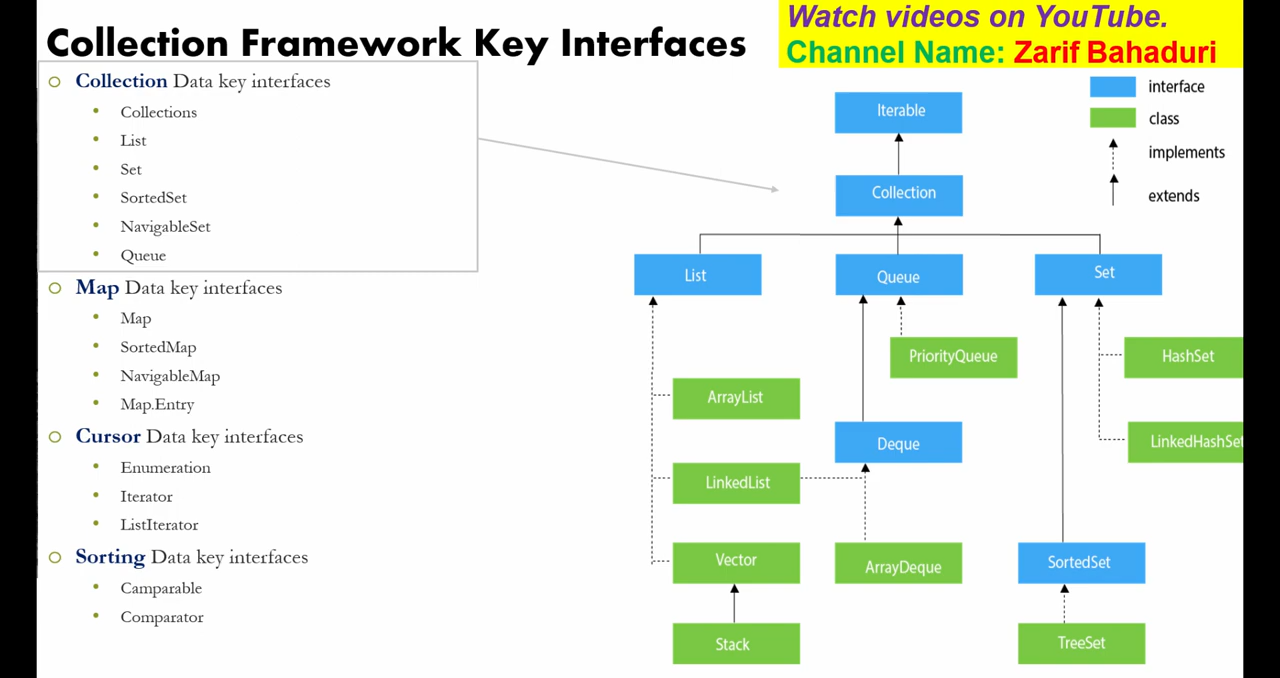 Collection Framework Key Interfaces
Watch videos on YouTube.
Channel Name: Zarif Bahaduri
Collection Data key interfaces
Collections
List
Set
SortedSet
NavigableSet
Queue
Map Data key interfaces
Map
SortedMap
NavigableMap
Map.Entry
Cursor Data key interfaces
Enumeration
Iterator
ListIterator
Sorting Data key interfaces
Camparable
Comparator
interface
class
implements
extends
Iterable
Collection
List
Queue
Set
PriorityQueue
HashSet
ArrayList
Deque
LinkedHashSet
LinkedList
Vector
ArrayDeque
SortedSet
Stack
TreeSet